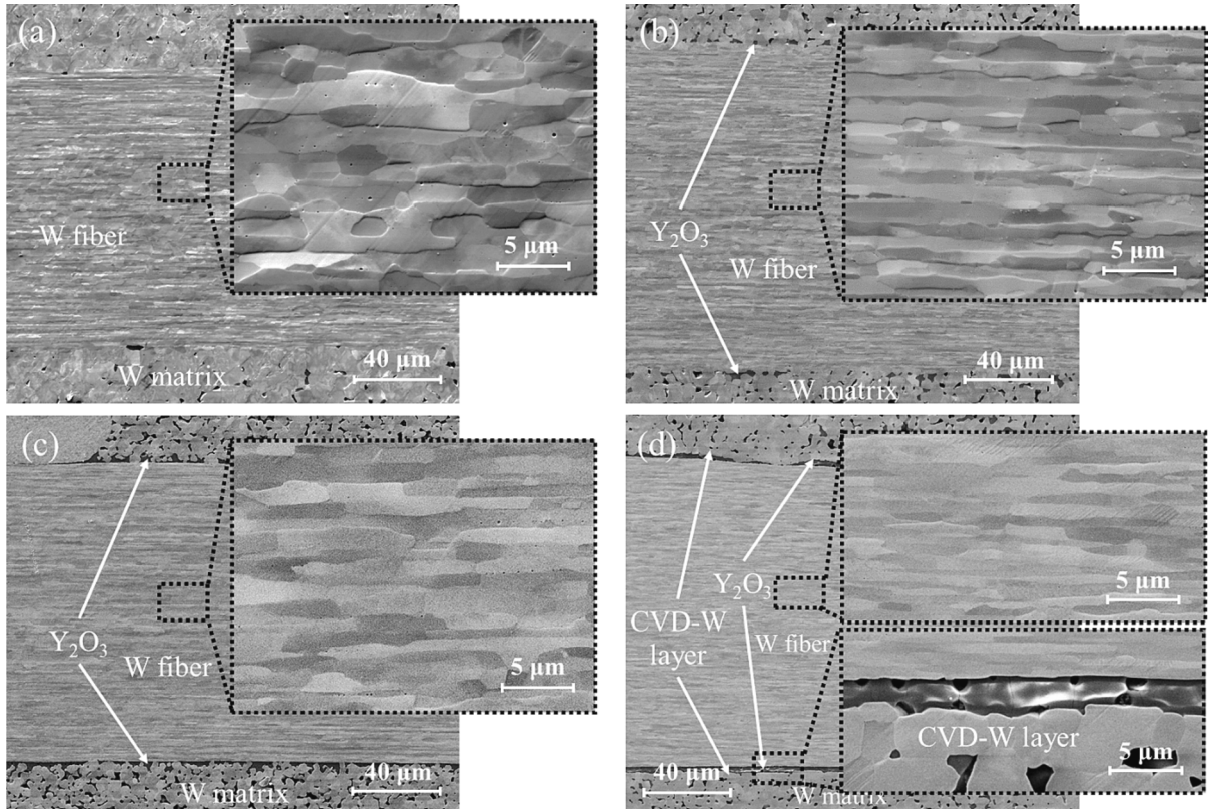 (a)
W fiber
5 μm
40 μm
W matrix
(b)
Y₂O₃
W fiber
5 μm
40 μm
W matrix
(c)
Y₂O₃
W fiber
5 μm
40 μm
W matrix
(d)
5 μm
Y₂O₃
CVD-W
layer
W fiber
CVD-W layer
5 μm
40 μm
W matrix